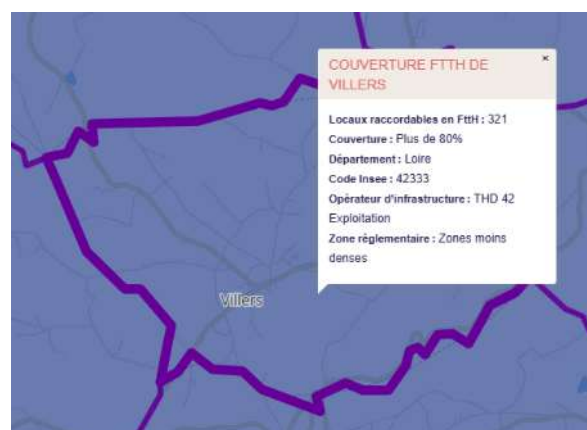 COUVERTURE FTTH DE
VILLERS
×
Locaux raccordables en FttH : 321
Couverture : Plus de 80%
Département : Loire
Code Insee : 42333
Opérateur d'infrastructure : THD 42
Exploitation
Zone réglementaire : Zones moins
denses
Villers